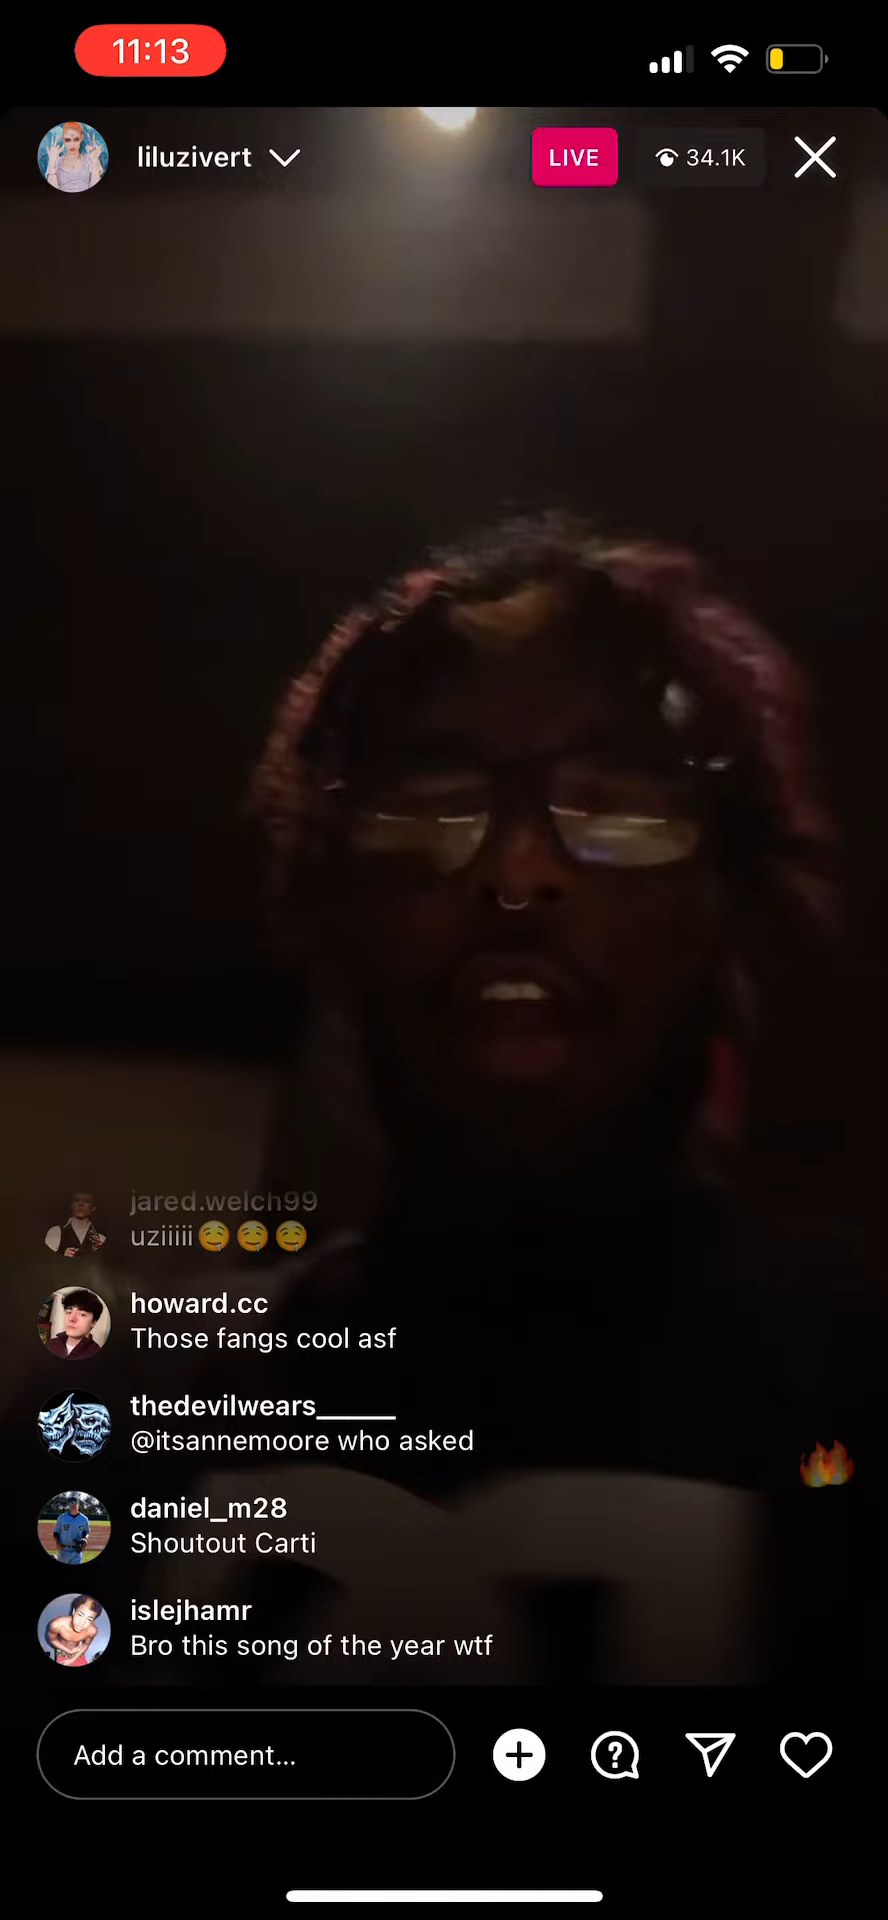 11:13
liluzivert
LIVE
34.1K
jared.welch99
uziiiii🤤🤤🤤
howard.cc
Those fangs cool asf
thedevilwears______
@itsannemoore who asked
daniel_m28
Shoutout Carti
islejhamr
Bro this song of the year wtf
Add a comment...